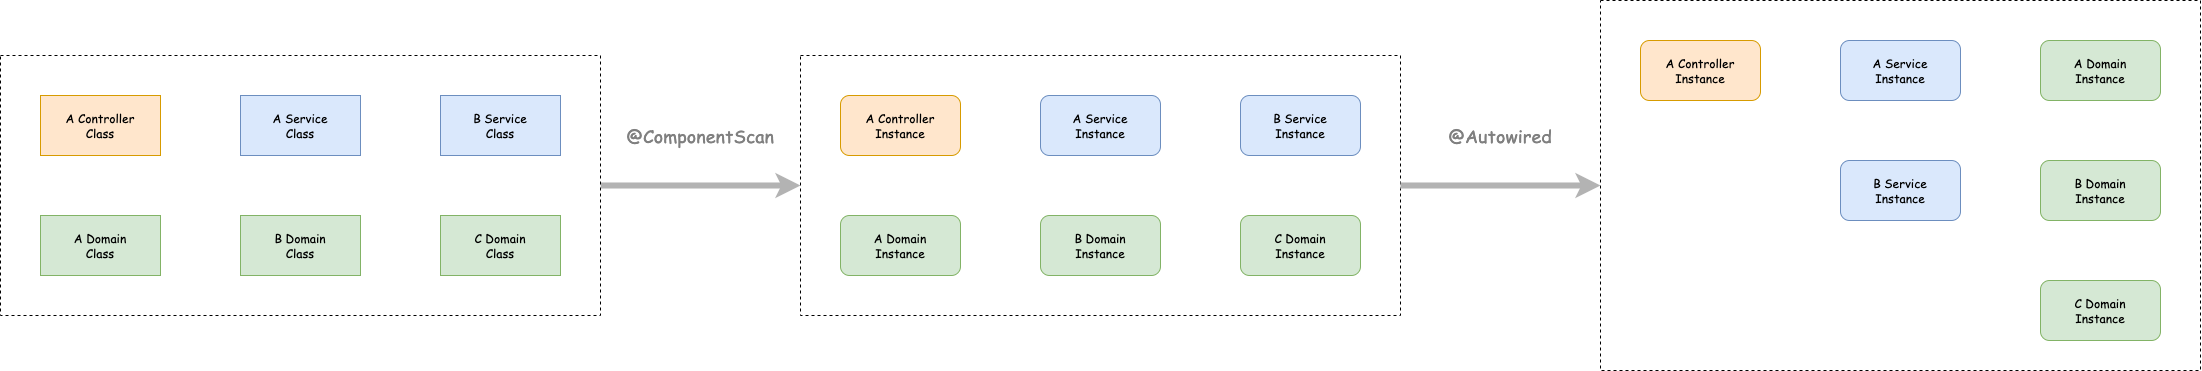 A Controller
Class
A Service
Class
B Service
Class
A Domain
Class
B Domain
Class
C Domain
Class
@ComponentScan
A Controller
Instance
A Service
Instance
B Service
Instance
A Domain
Instance
B Domain
Instance
C Domain
Instance
@Autowired
A Controller
Instance
A Service
Instance
A Domain
Instance
B Service
Instance
B Domain
Instance
C Domain
Instance